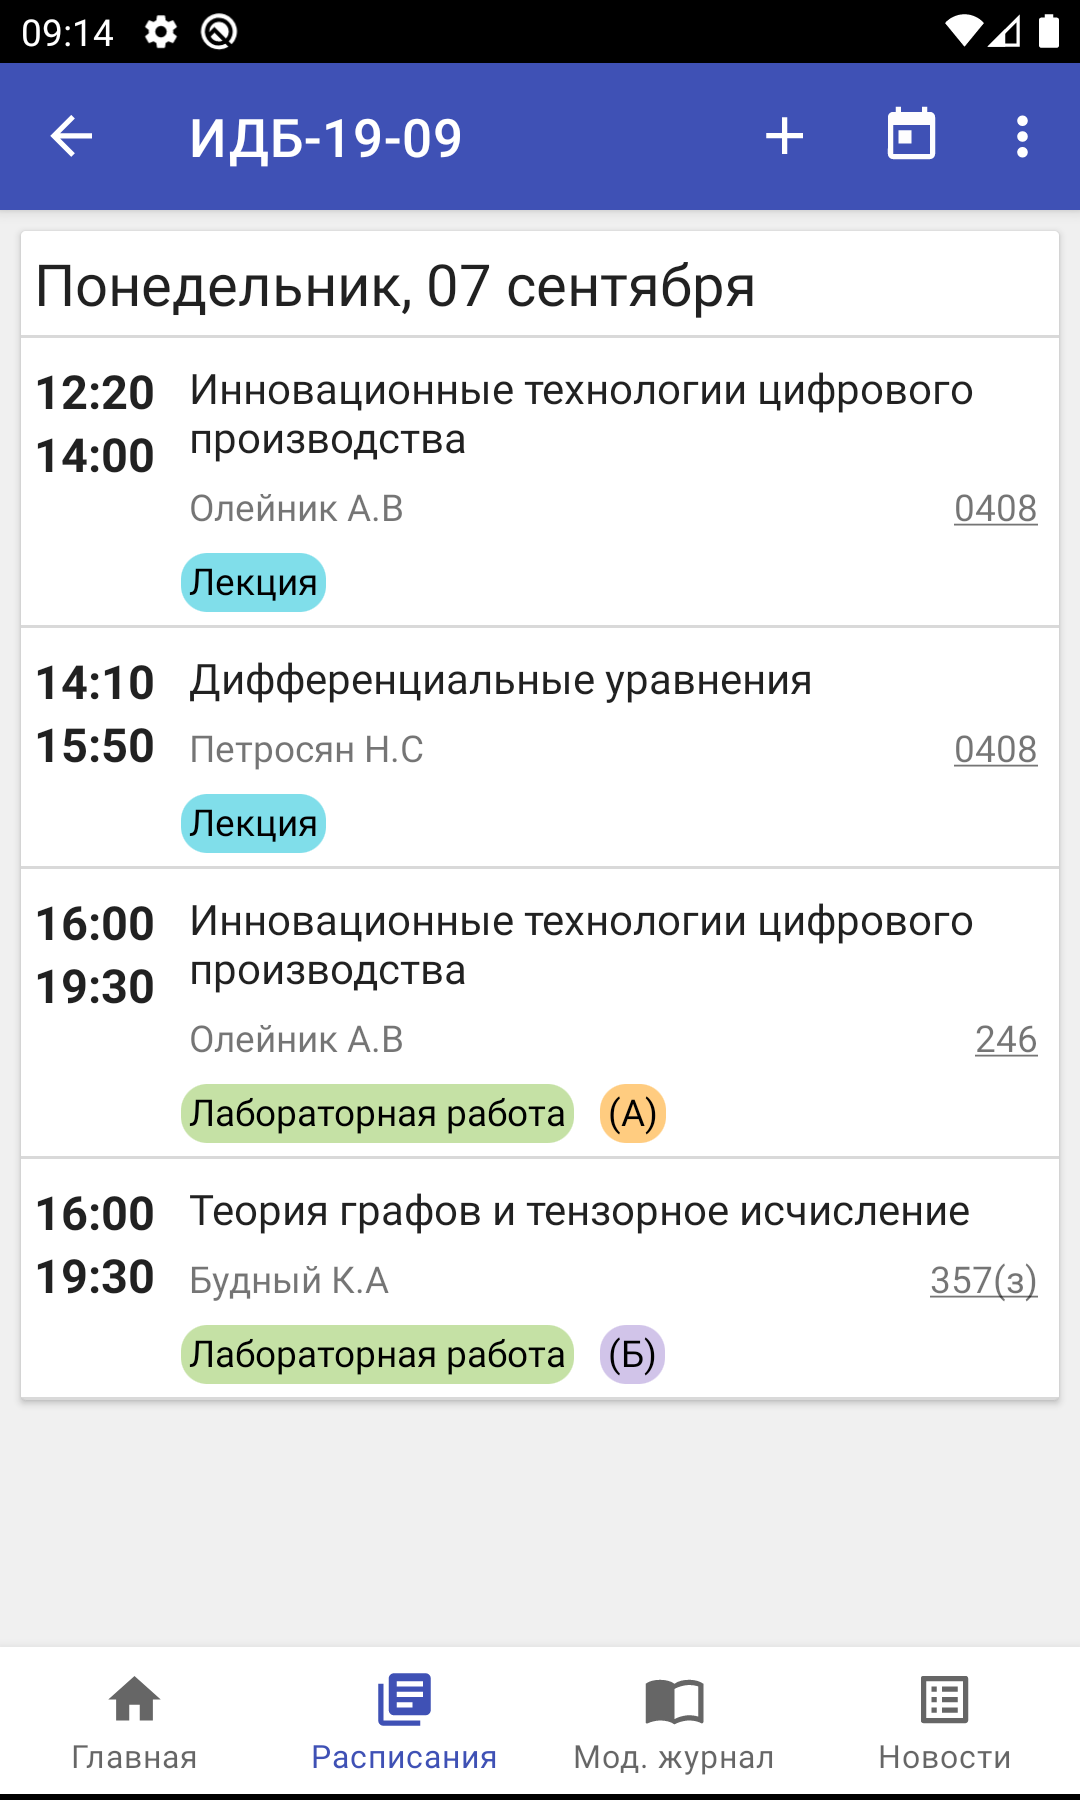 09:14
ИДБ-19-09
Понедельник, 07 сентября
12:20
14:00
Инновационные технологии цифрового
производства
Олейник А.В
0408
Лекция
14:10
15:50
Дифференциальные уравнения
Петросян Н.С
0408
Лекция
16:00
19:30
Инновационные технологии цифрового
производства
Олейник А.В
246
Лабораторная работа (А)
16:00
19:30
Теория графов и тензорное исчисление
Будный К.А
357(з)
Лабораторная работа (Б)
Главная
Расписания
Мод. журнал
Новости